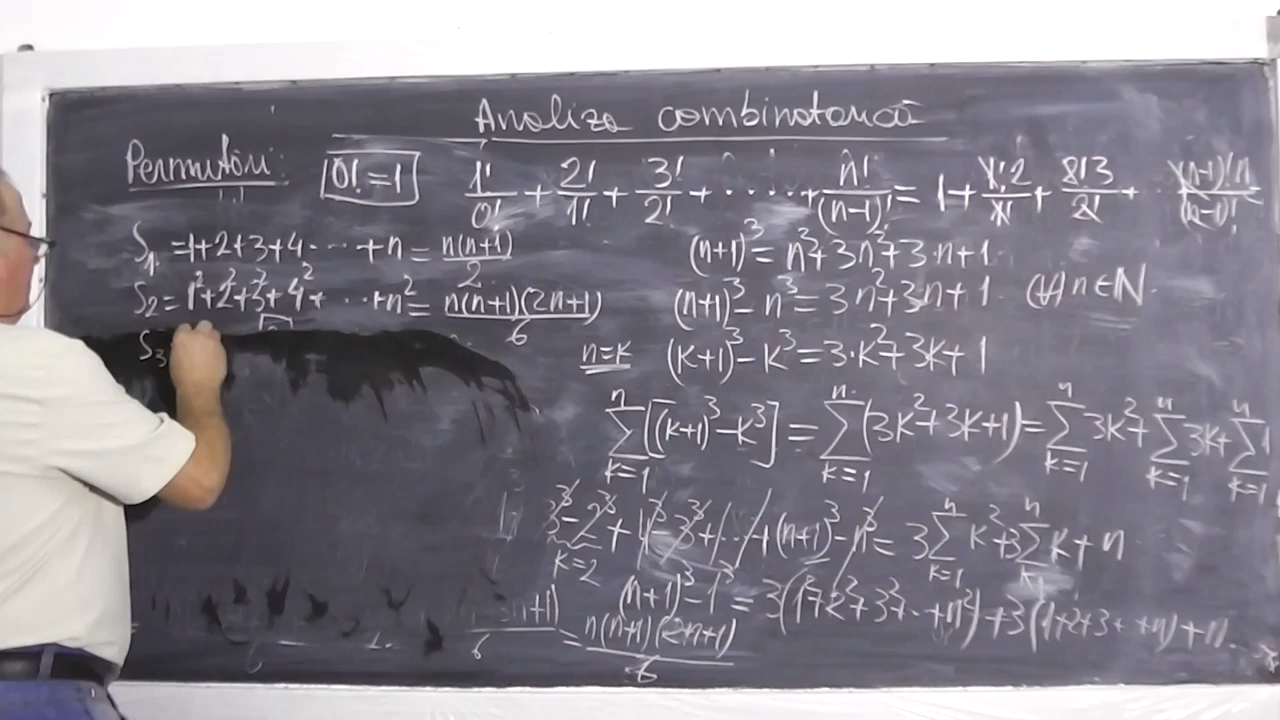 Analiza combinatorică
Permutări:
0! = 1
1!/0! + 2!/1! + 3!/2! + ····· + n!/(n-1)! = 1 + 1!·2/1! + 2!3/2! + ·· (n-1)!n/(n-1)!
S₁ = 1+2+3+4 ····· + n = n(n+1)/2
S₂ = 1²+2²+3²+4²+ ··· +n² = n(n+1)(2n+1)/6
S₃
(n+1)³ = n³+3n²+3·n+1
(n+1)³ - n³ = 3n²+3n+1 (∀) n∈ℕ.
n=k (k+1)³ - k³ = 3·k²+3k+1
∑ₖ₌₁ⁿ [(k+1)³ - k³] = ∑ₖ₌₁ⁿ (3k²+3k+1) = ∑ₖ₌₁ⁿ 3k² + ∑ₖ₌₁ⁿ 3k + ∑ₖ₌₁ⁿ 1
3³ - 2³ + 4³ - 3³ + ··· + (n+1)³ - n³ = 3∑ₖ₌₁ⁿ k² + 3∑ₖ₌₁ⁿ k + n
k=2
(n+1)³ - 1³ = 3(1²+2²+3²+··+n²) + 3(1+2+3+··+n) + n
n+1)/6 = n(n+1)(2n+1)/6
6